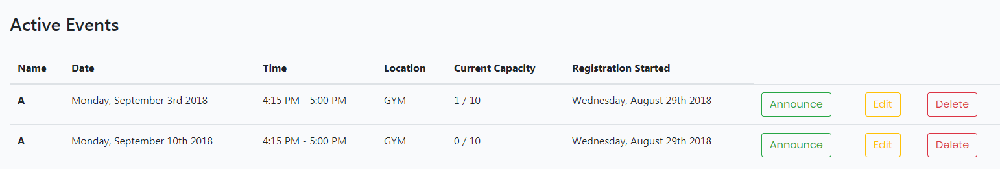 Active Events
Name Date Time Location Current Capacity Registration Started
A Monday, September 3rd 2018 4:15 PM - 5:00 PM GYM 1 / 10 Wednesday, August 29th 2018 Announce Edit Delete
A Monday, September 10th 2018 4:15 PM - 5:00 PM GYM 0 / 10 Wednesday, August 29th 2018 Announce Edit Delete